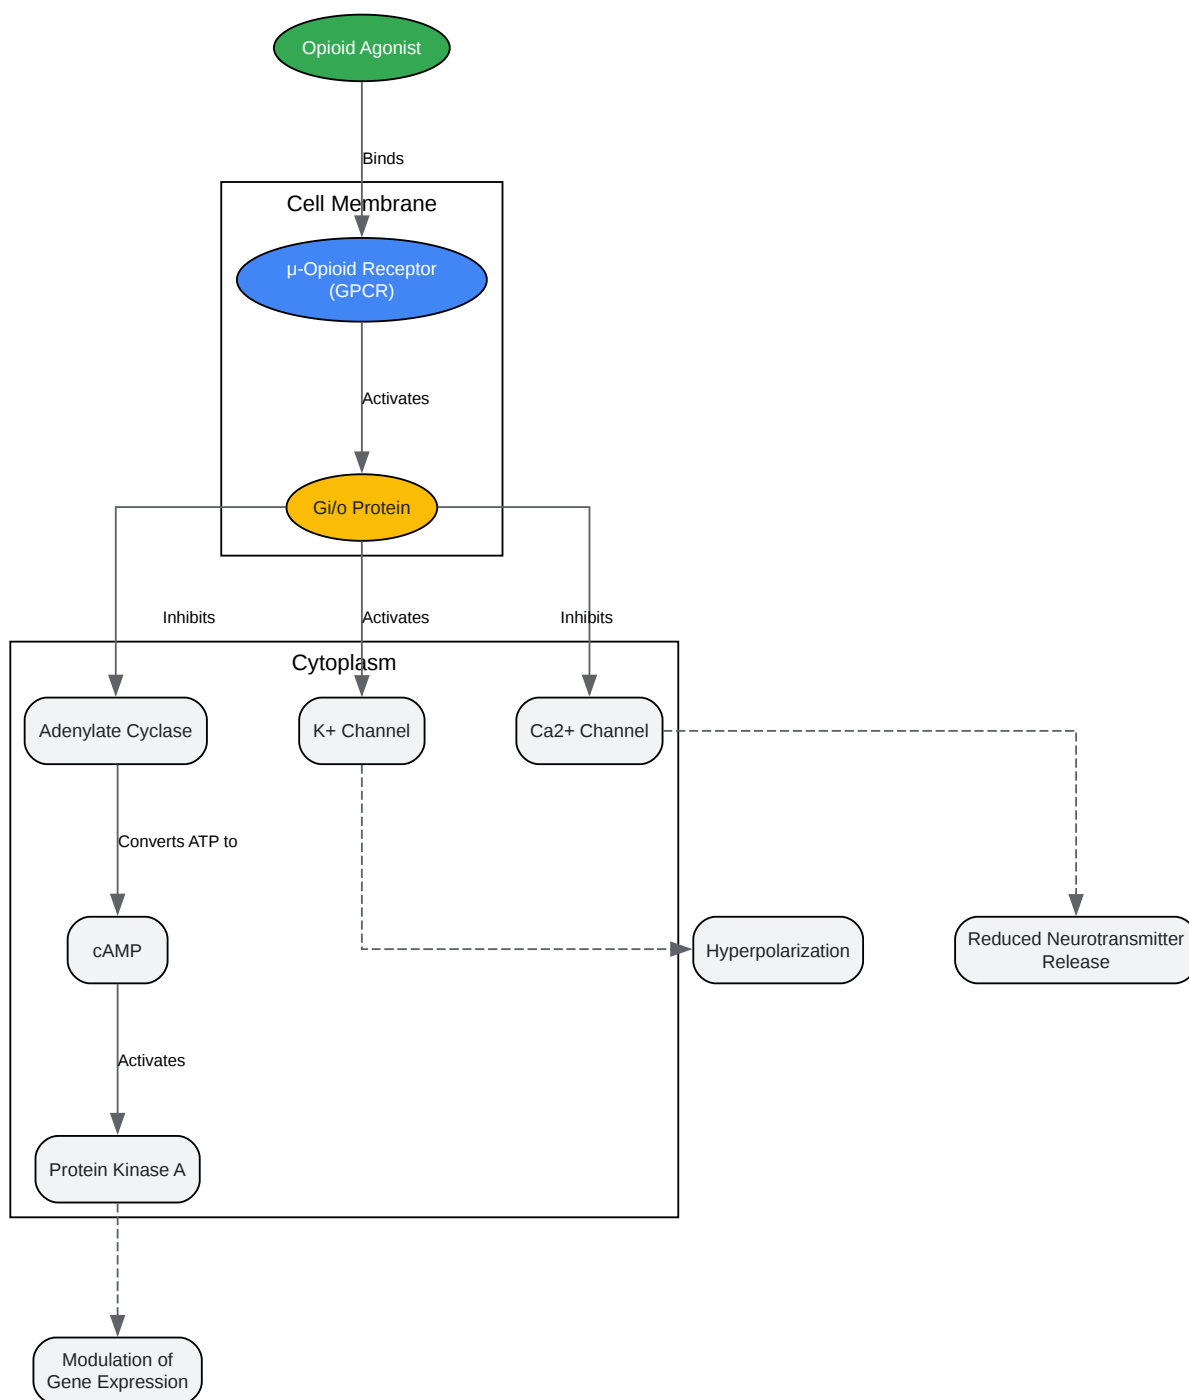 Opioid Agonist
Binds
Cell Membrane
μ-Opioid Receptor
(GPCR)
Activates
Gi/o Protein
Inhibits
Activates
Inhibits
Cytoplasm
Adenylate Cyclase
K+ Channel
Ca2+ Channel
Converts ATP to
cAMP
Hyperpolarization
Reduced Neurotransmitter
Release
Activates
Protein Kinase A
Modulation of
Gene Expression